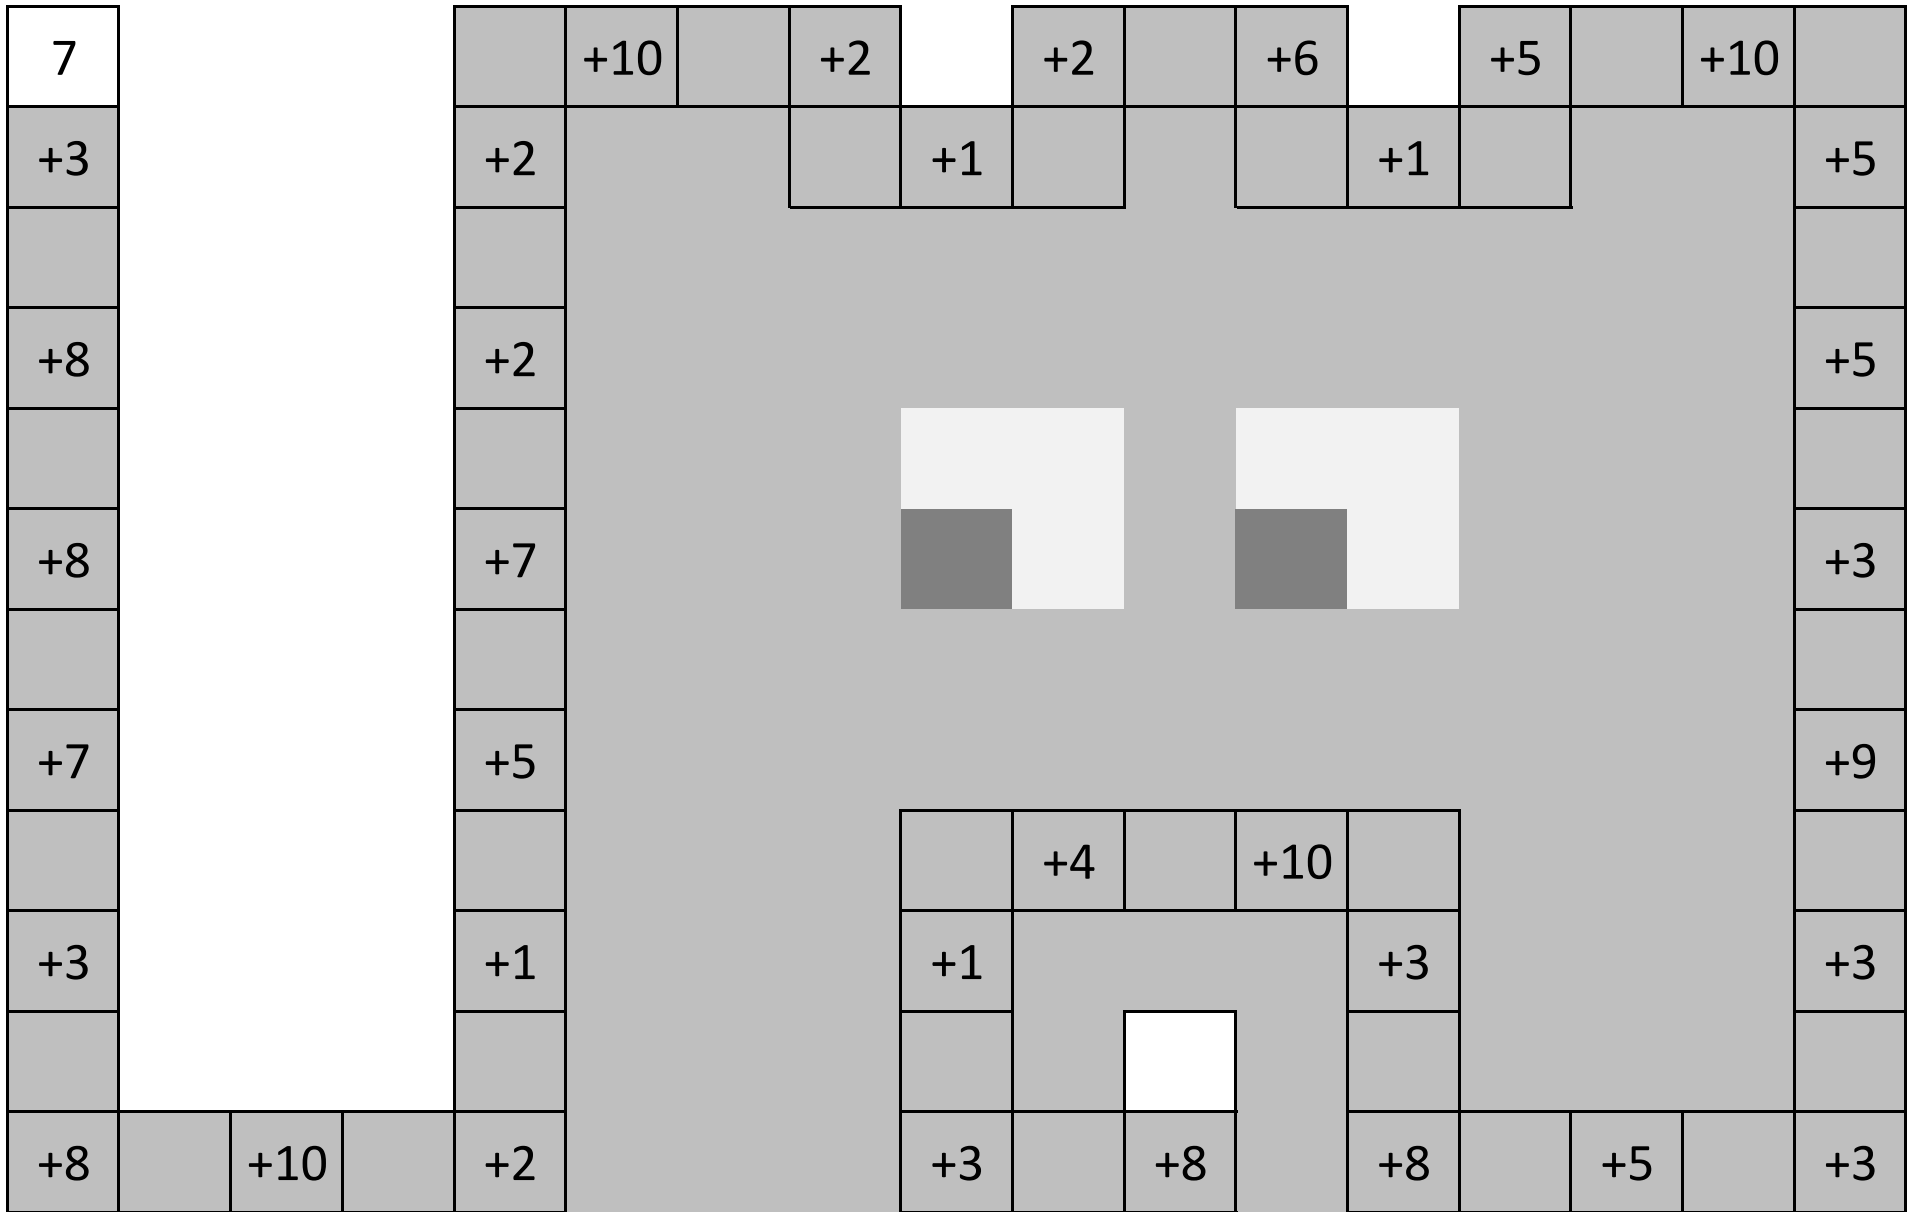 7 +10 +2 +2 +6 +5 +10
+3 +2 +1 +1 +5
+8 +2 +5
+8 +7 +3
+7 +5 +9
+4 +10
+3 +1 +1 +3 +3
+8 +10 +2 +3 +8 +8 +5 +3